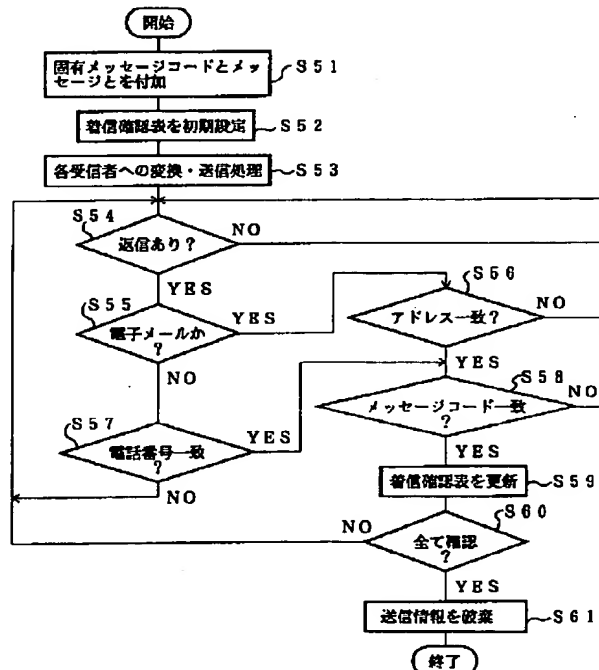 開始
固有メッセージコードとメッ
セージとを付加
S51
着信確認表を初期設定
S52
各受信者への変換・送信処理
S53
S54
返信あり?
NO
YES
S55
電子メールか
?
YES
NO
S56
アドレス一致?
NO
YES
S57
電話番号一致
?
YES
NO
S58
メッセージコード一致
?
NO
YES
着信確認表を更新
S59
S60
全て確認
?
NO
YES
送信情報を破棄
S61
終了